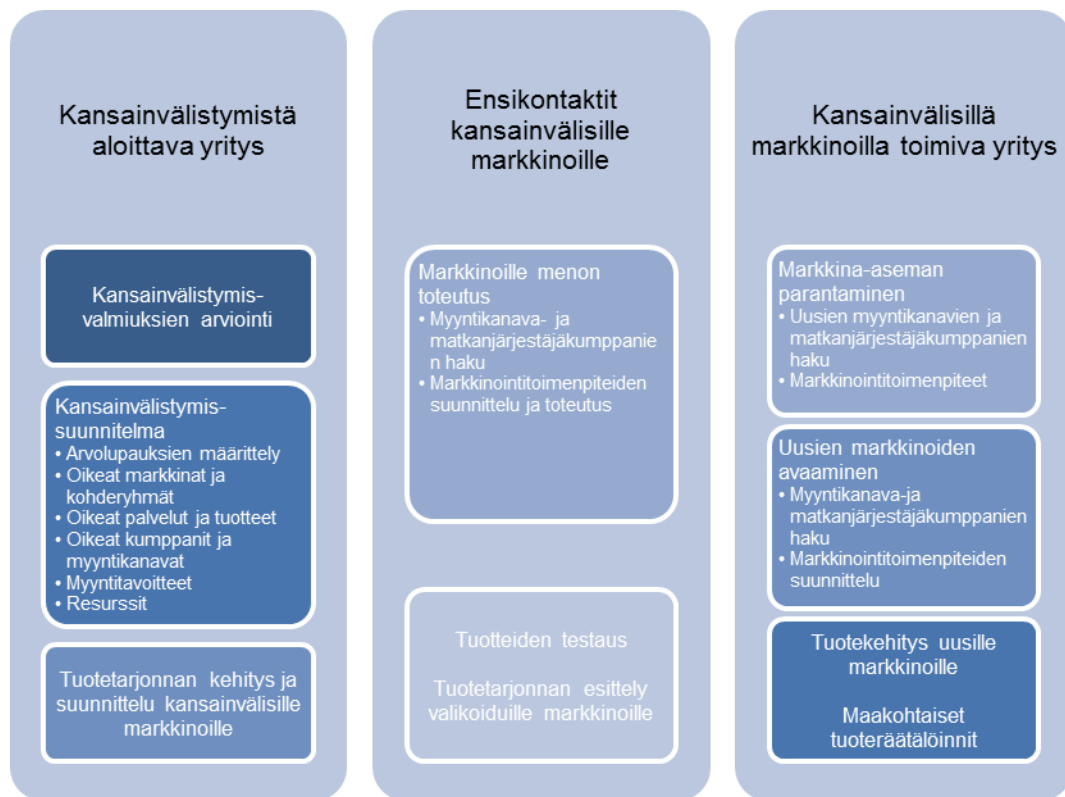 Kansainvälistymistä
aloittava yritys
Kansainvälistymis-
valmiuksien arviointi
Kansainvälistymis-
suunnitelma
• Arvolupauksien määrittely
• Oikeat markkinat ja
kohderyhmät
• Oikeat palvelut ja tuotteet
• Oikeat kumppanit ja
myyntikanavat
• Myyntitavoitteet
• Resurssit
Tuotetarjonnan kehitys ja
suunnittelu kansainvälisille
markkinoille
Ensikontaktit
kansainvälisille
markkinoille
Markkinoille menon
toteutus
• Myyntikanava- ja
matkanjärjestäjäkumppanie
n haku
• Markkinointitoimenpiteiden
suunnittelu ja toteutus
Tuotteiden testaus
Tuotetarjonnan esittely
valikoiduille markkinoille
Kansainvälisillä
markkinoilla toimiva yritys
Markkina-aseman
parantaminen
• Uusien myyntikanavien ja
matkanjärjestäjäkumppanien
haku
• Markkinointitoimenpiteet
Uusien markkinoiden
avaaminen
• Myyntikanava-ja
matkanjärjestäjäkumppanien
haku
• Markkinointitoimenpiteiden
suunnittelu
Tuotekehitys uusille
markkinoille
Maakohtaiset
tuoteräätälöinnit